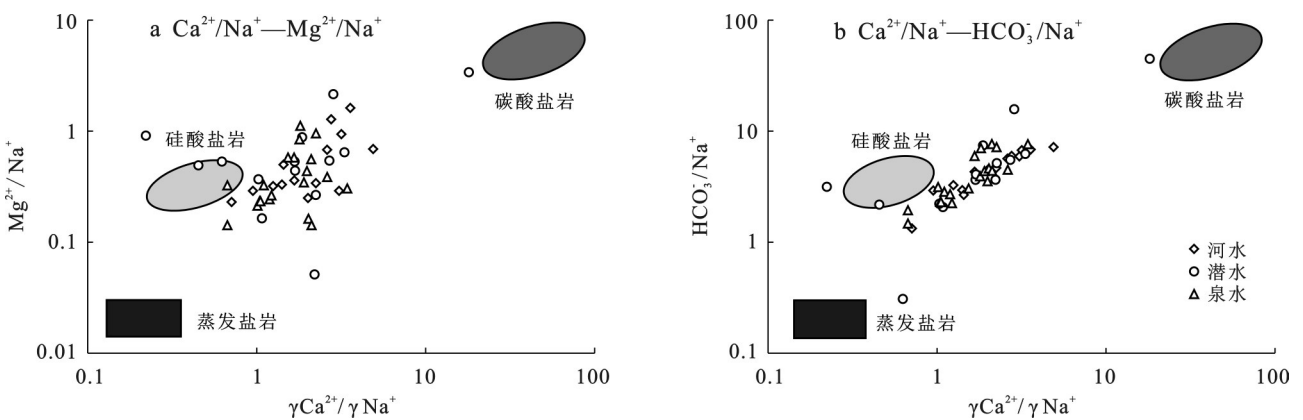 a Ca²⁺/Na⁺—Mg²⁺/Na⁺
10
1
0.1
0.01
Mg²⁺/Na⁺
碳酸盐岩
硅酸盐岩
蒸发盐岩
0.1 1 10 100
γCa²⁺/γNa⁺
b Ca²⁺/Na⁺—HCO₃⁻/Na⁺
100
10
1
0.1
HCO₃⁻/Na⁺
碳酸盐岩
硅酸盐岩
河水
潜水
泉水
蒸发盐岩
0.1 1 10 100
γCa²⁺/γNa⁺